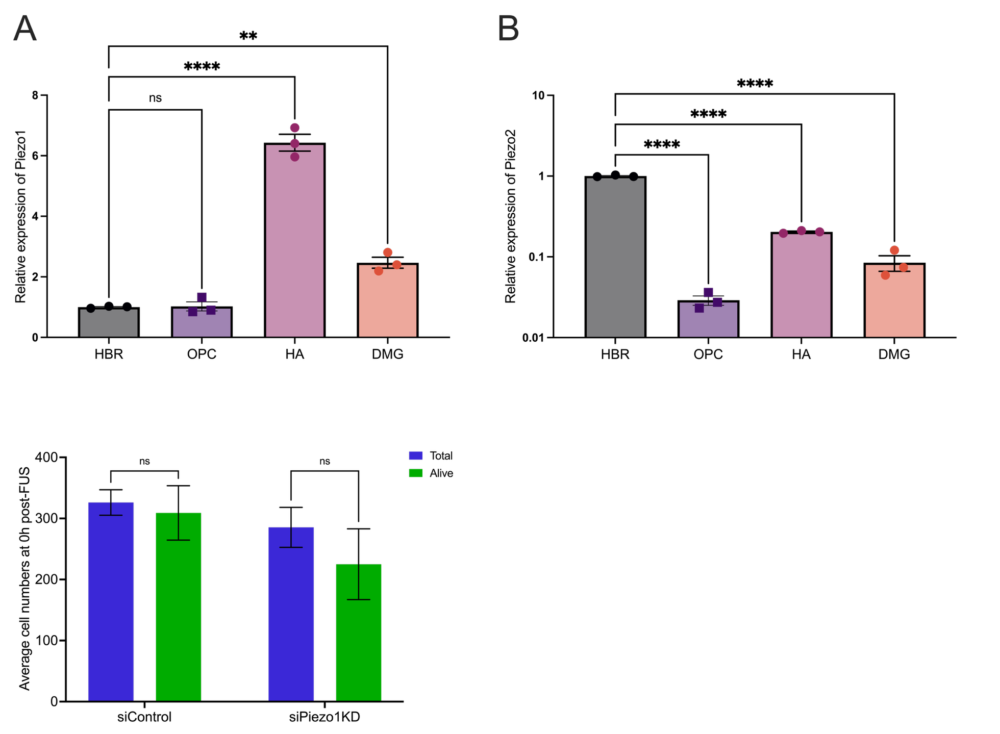 A
**
****
ns
8
6
4
2
0
Relative expression of Piezo1
HBR OPC HA DMG
B
****
****
****
10
1
0.1
0.01
Relative expression of Piezo2
HBR OPC HA DMG
400
300
200
100
0
Average cell numbers at 0h post-FUS
ns
ns
Total
Alive
siControl siPiezo1KD